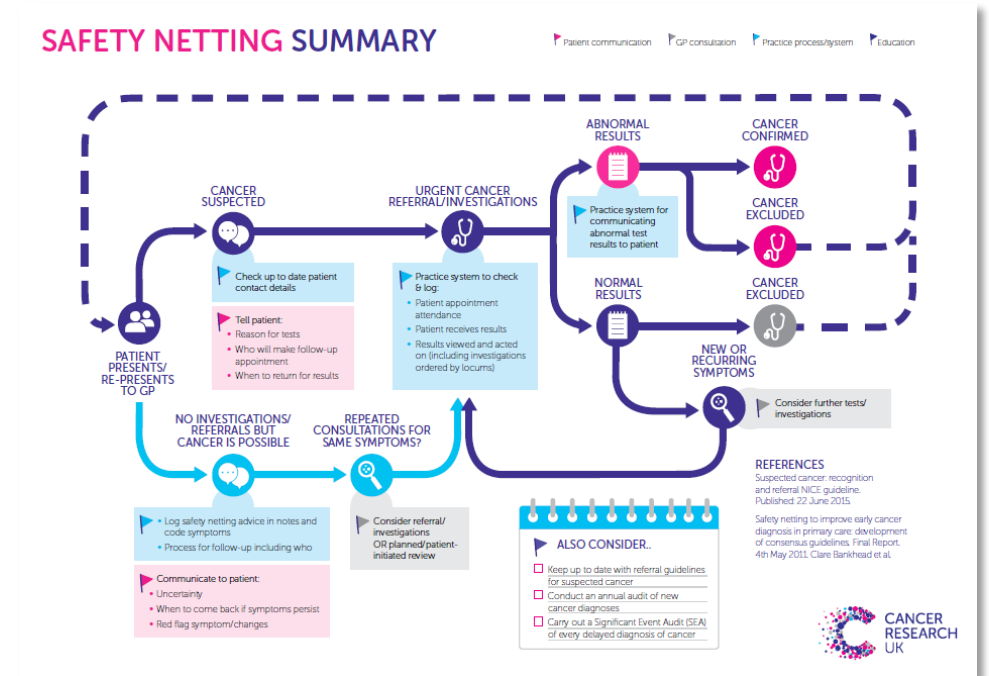 SAFETY NETTING SUMMARY
Patient communication
GP consultation
Practice process/system
Education
ABNORMAL
RESULTS
CANCER
CONFIRMED
CANCER
SUSPECTED
URGENT CANCER
REFERRAL/INVESTIGATIONS
Practice system for
communicating
abnormal test
results to patient
CANCER
EXCLUDED
Check up to date patient
contact details
Tell patient:
• Reason for tests
• Who will make follow-up
appointment
• When to return for results
Practice system to check
& log:
• Patient appointment
attendance
• Patient receives results
• Results viewed and acted
on (including investigations
ordered by locums)
NORMAL
RESULTS
CANCER
EXCLUDED
PATIENT
PRESENTS/
RE-PRESENTS
TO GP
NEW OR
RECURRING
SYMPTOMS
Consider further tests/
investigations
NO INVESTIGATIONS/
REFERRALS BUT
CANCER IS POSSIBLE
REPEATED
CONSULTATIONS FOR
SAME SYMPTOMS?
• Log safety netting advice in notes and
code symptoms
• Process for follow-up including who
Communicate to patient:
• Uncertainty
• When to come back if symptoms persist
• Red flag symptom/changes
Consider referral/
investigations
OR planned/patient-
initiated review
ALSO CONSIDER..
Keep up to date with referral guidelines
for suspected cancer
Conduct an annual audit of new
cancer diagnoses
Carry out a Significant Event Audit (SEA)
of every delayed diagnosis of cancer
REFERENCES
Suspected cancer: recognition
and referral NICE guideline.
Published: 22 June 2015.
Safety netting to improve early cancer
diagnosis in primary care: development
of consensus guidelines. Final Report.
4th May 2011. Clare Bankhead et al.
CANCER
RESEARCH
UK